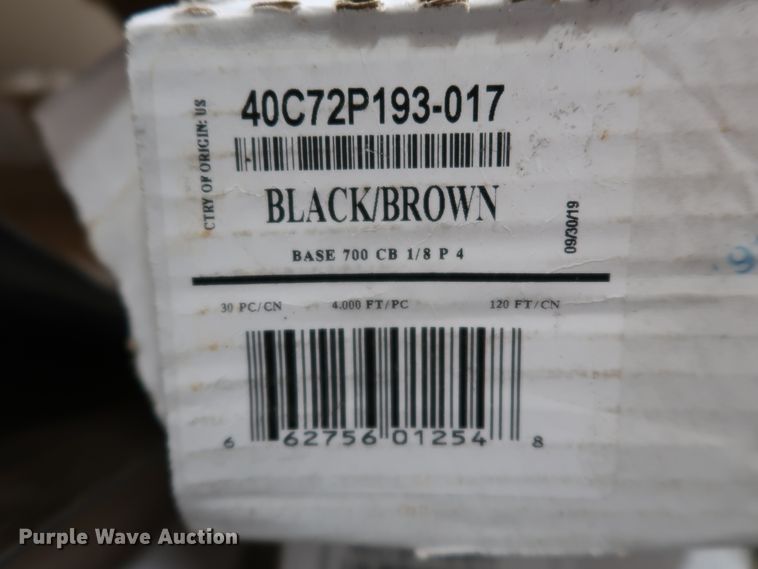 40C72P193-017
CTRY OF ORIGIN: US
BLACK/BROWN
09/30/19
BASE 700 CB 1/8 P 4
30 PC/CN 4.000 FT/PC 120 FT/CN
6 62756 01254 8
9
Purple Wave Auction